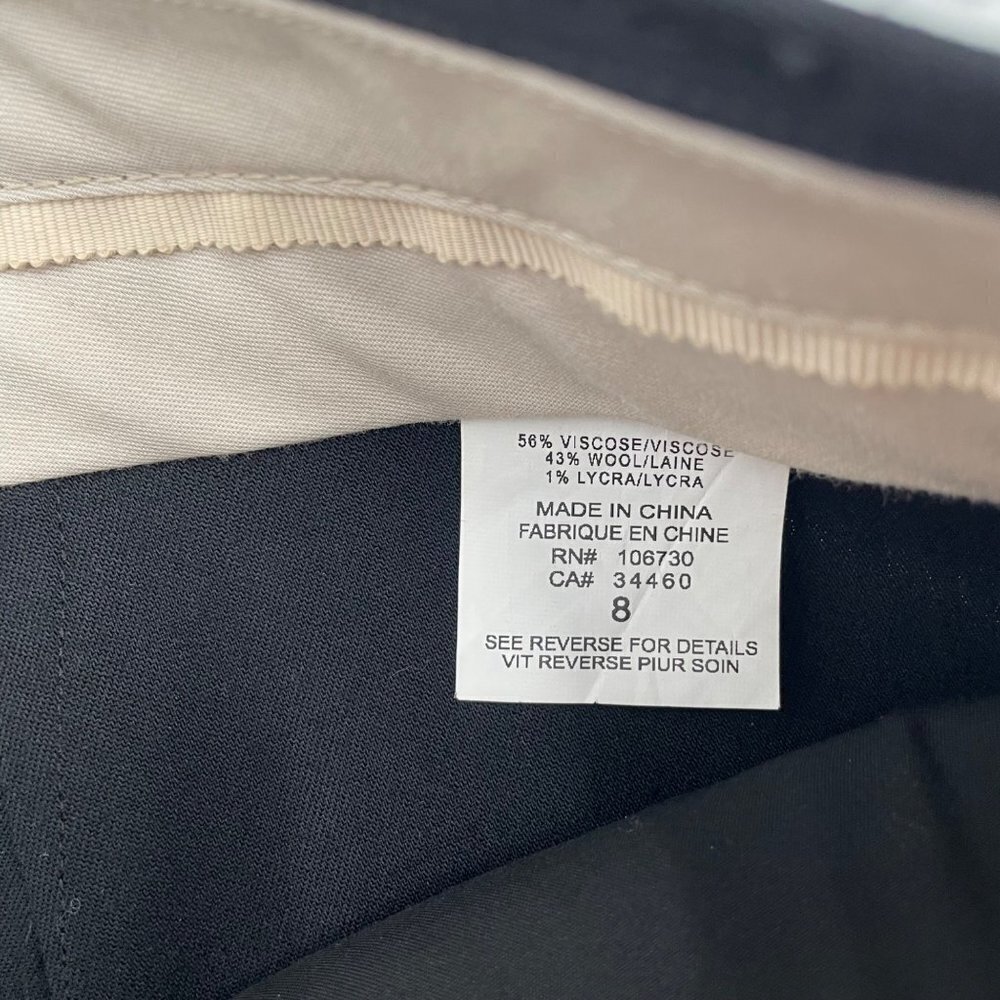 56% VISCOSE/VISCOSE
43% WOOL/LAINE
1% LYCRA/LYCRA
MADE IN CHINA
FABRIQUE EN CHINE
RN# 106730
CA# 34460
8
SEE REVERSE FOR DETAILS
VIT REVERSE PIUR SOIN